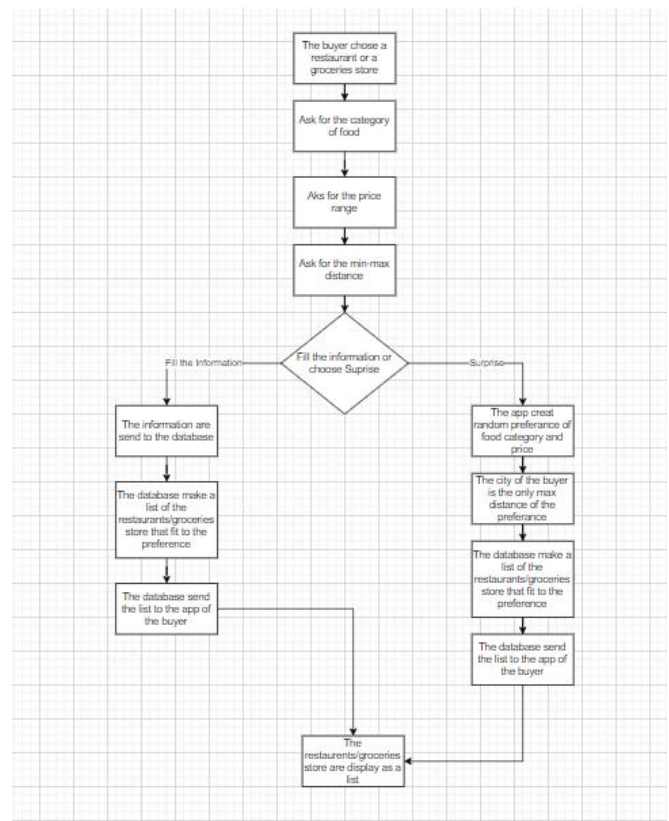 The buyer chose a
restaurant or a
groceries store
Ask for the category
of food
Aks for the price
range
Ask for the min-max
distance
Fill the information or
choose Suprise
Fill the Information
Surprise
The information are
send to the database
The database make a
list of the
restaurants/groceries
store that fit to the
preference
The database send
the list to the app of
the buyer
The app creat
random preferance of
food category and
price
The city of the buyer
is the only max
distance of the
preferance
The database make a
list of the
restaurants/groceries
store that fit to the
preference
The database send
the list to the app of
the buyer
The
restaurents/groceries
store are display as a
list